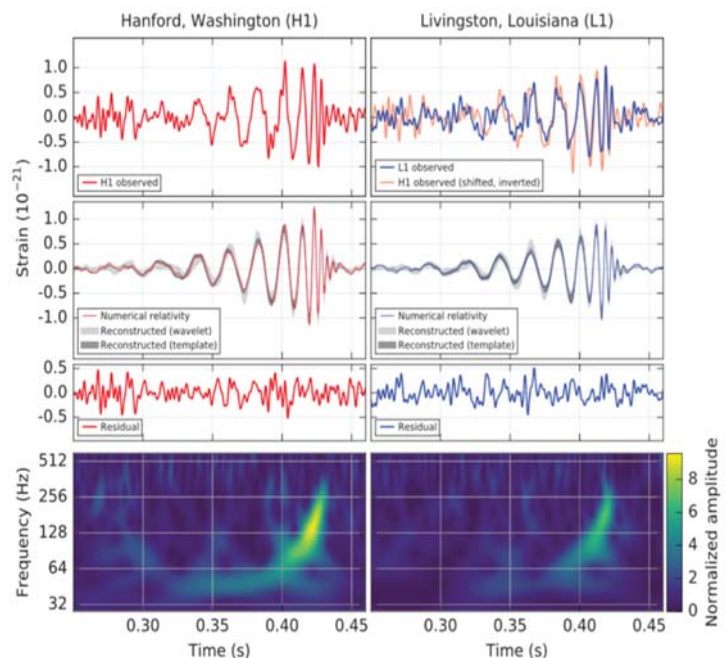 Hanford, Washington (H1)
Livingston, Louisiana (L1)
Strain (10⁻²¹)
1.0
0.5
0.0
-0.5
-1.0
H1 observed
L1 observed
H1 observed (shifted, inverted)
1.0
0.5
0.0
-0.5
-1.0
Numerical relativity
Reconstructed (wavelet)
Reconstructed (template)
Numerical relativity
Reconstructed (wavelet)
Reconstructed (template)
0.5
0.0
-0.5
Residual
Residual
Frequency (Hz)
512
256
128
64
32
0.30
0.35
0.40
0.45
Time (s)
0.30
0.35
0.40
0.45
Time (s)
8
6
4
2
0
Normalized amplitude